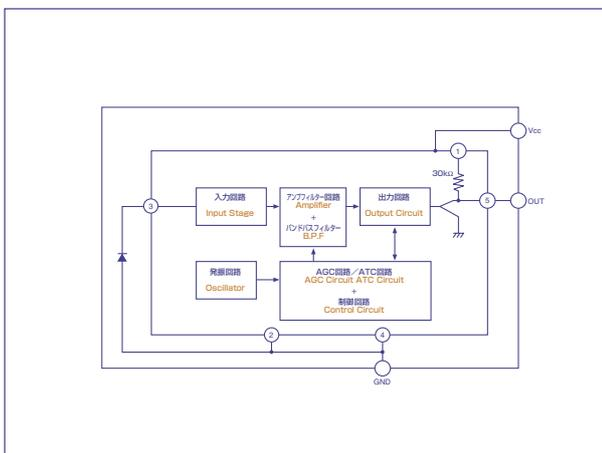 Vcc
1
30kΩ
入力回路
Input Stage
アンプフィルター回路
Amplifier
+
バンドパスフィルター
B.P.F
出力回路
Output Circuit
3
5
OUT
発振回路
Oscillator
AGC回路／ATC回路
AGC Circuit ATC Circuit
+
制御回路
Control Circuit
2
4
GND